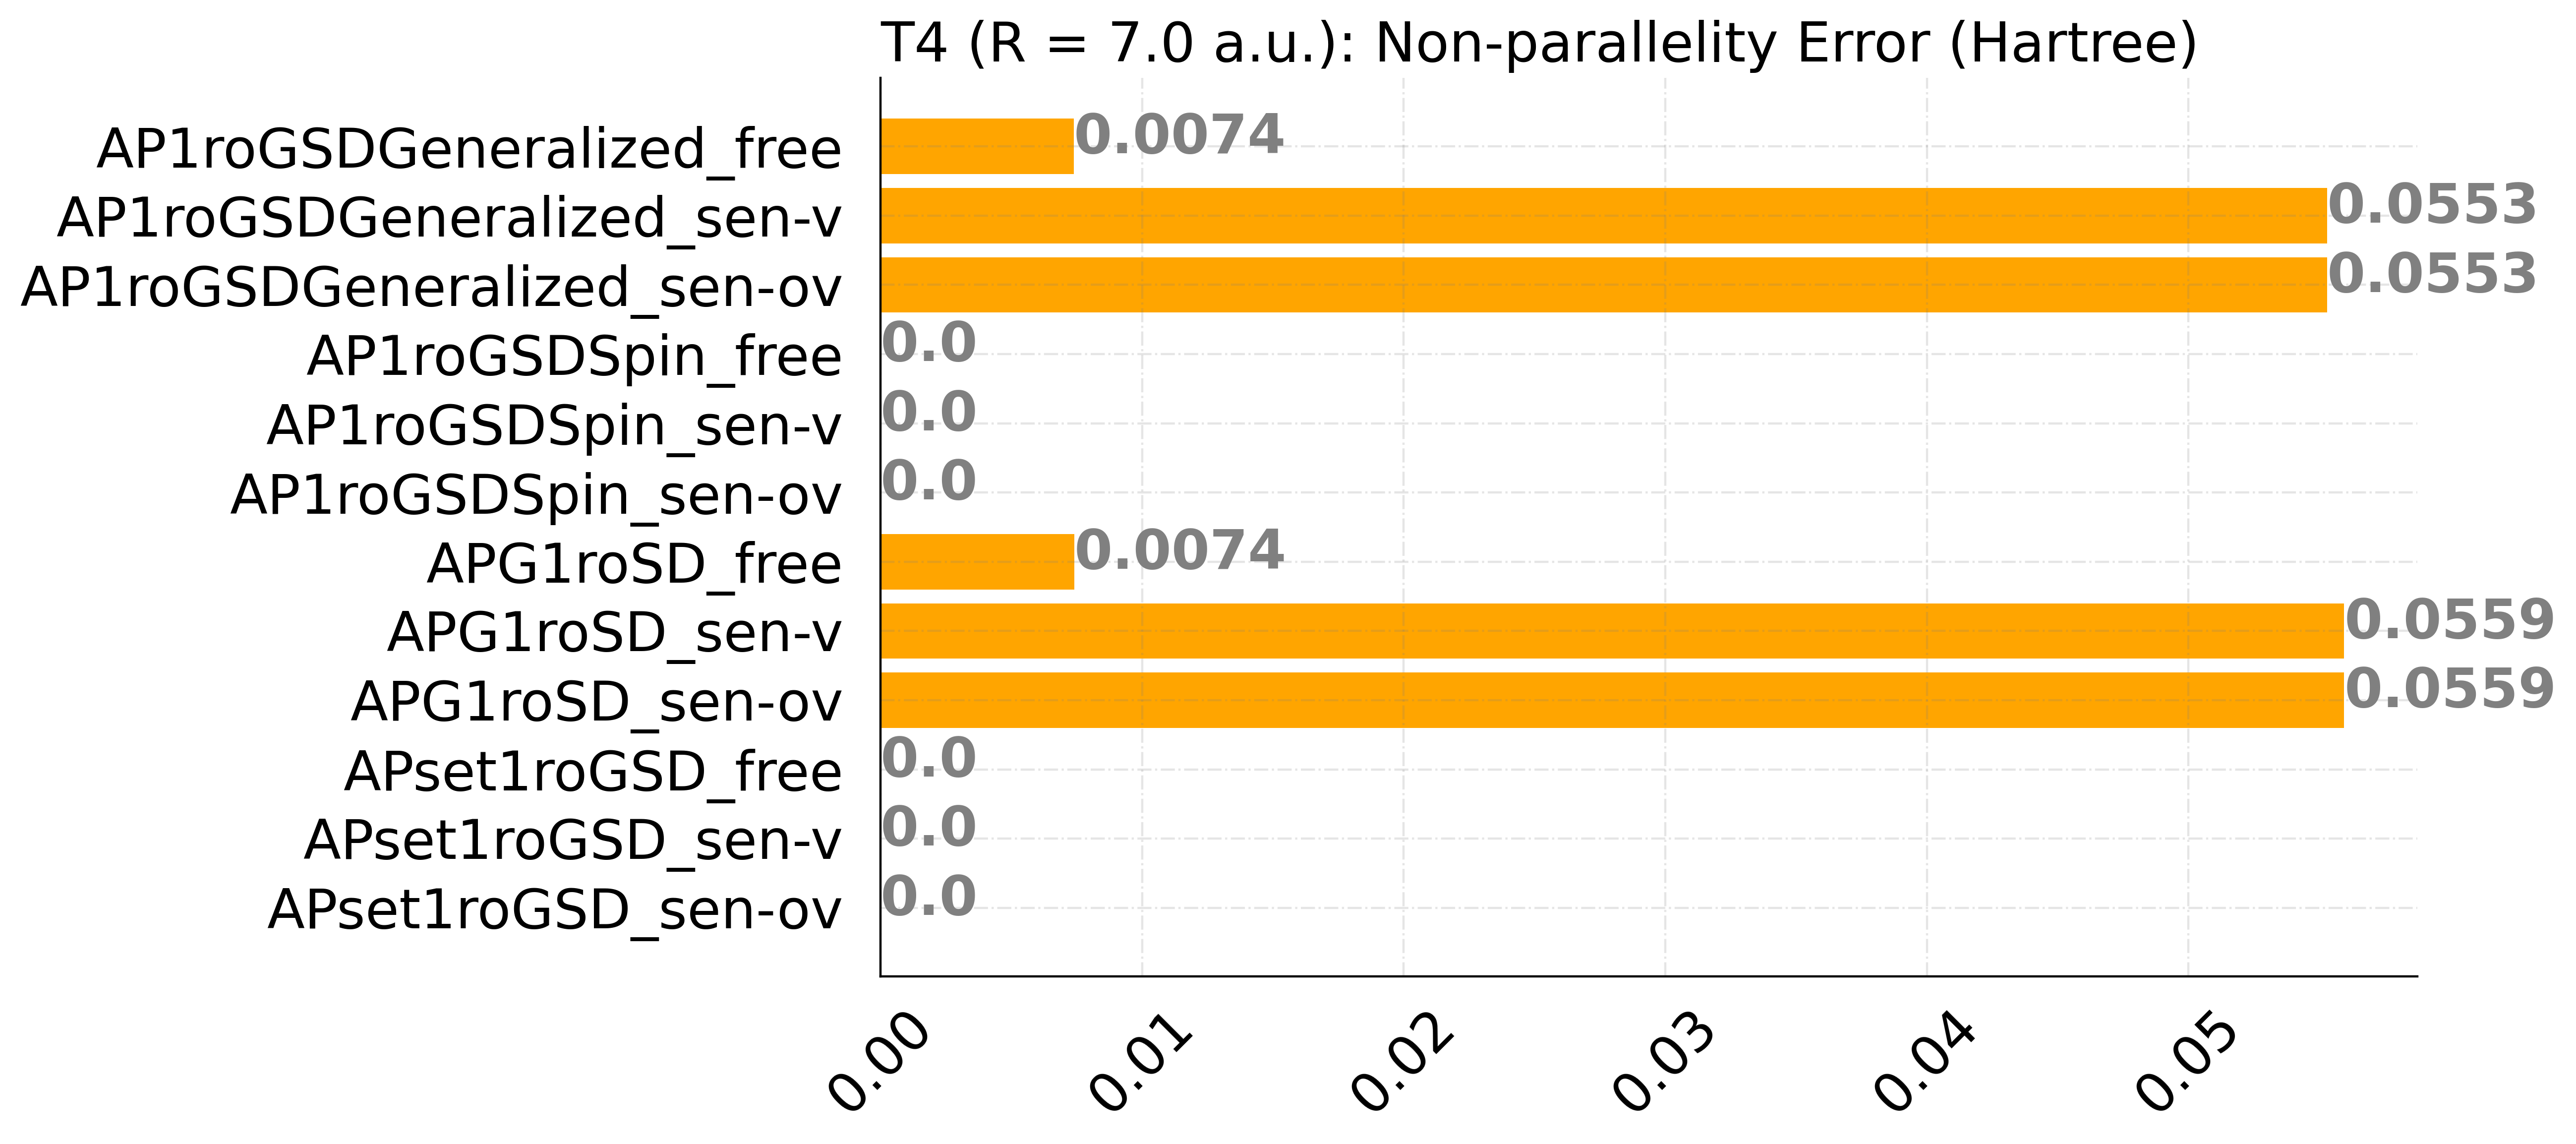 T4 (R = 7.0 a.u.): Non-parallelity Error (Hartree)
AP1roGSDGeneralized_free 0.0074
AP1roGSDGeneralized_sen-v 0.0553
AP1roGSDGeneralized_sen-ov 0.0553
AP1roGSDSpin_free 0.0
AP1roGSDSpin_sen-v 0.0
AP1roGSDSpin_sen-ov 0.0
APG1roSD_free 0.0074
APG1roSD_sen-v 0.0559
APG1roSD_sen-ov 0.0559
APset1roGSD_free 0.0
APset1roGSD_sen-v 0.0
APset1roGSD_sen-ov 0.0
0.00 0.01 0.02 0.03 0.04 0.05